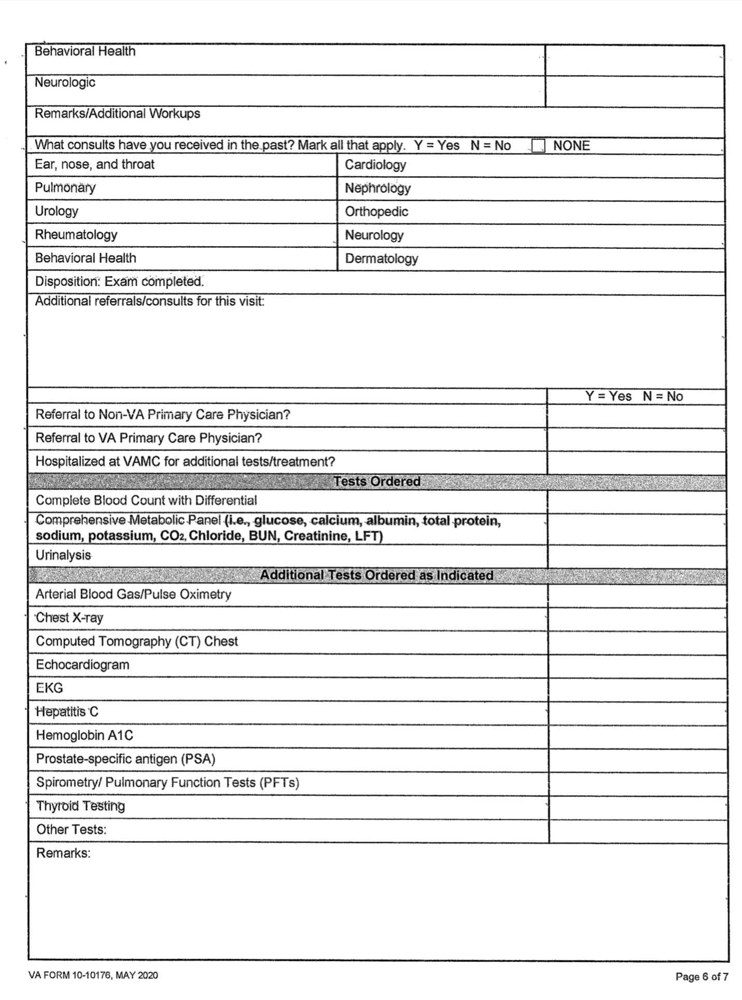 Behavioral Health
Neurologic
Remarks/Additional Workups
What consults have you received in the past? Mark all that apply. Y = Yes N = No NONE
Ear, nose, and throat
Cardiology
Pulmonary
Nephrology
Urology
Orthopedic
Rheumatology
Neurology
Behavioral Health
Dermatology
Disposition: Exam completed.
Additional referrals/consults for this visit:
Y = Yes N = No
Referral to Non-VA Primary Care Physician?
Referral to VA Primary Care Physician?
Hospitalized at VAMC for additional tests/treatment?
Tests Ordered
Complete Blood Count with Differential
Comprehensive Metabolic Panel (i.e., glucose, calcium, albumin, total protein,
sodium, potassium, CO2, Chloride, BUN, Creatinine, LFT)
Urinalysis
Additional Tests Ordered as Indicated
Arterial Blood Gas/Pulse Oximetry
Chest X-ray
Computed Tomography (CT) Chest
Echocardiogram
EKG
Hepatitis C
Hemoglobin A1C
Prostate-specific antigen (PSA)
Spirometry/ Pulmonary Function Tests (PFTs)
Thyroid Testing
Other Tests:
Remarks:
VA FORM 10-10176, MAY 2020
Page 6 of 7